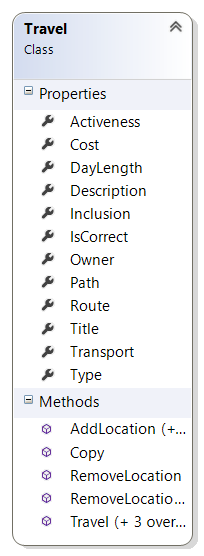 Travel
Class
Properties
Activeness
Cost
DayLength
Description
Inclusion
IsCorrect
Owner
Path
Route
Title
Transport
Type
Methods
AddLocation (+...
Copy
RemoveLocation
RemoveLocatio...
Travel (+ 3 over...